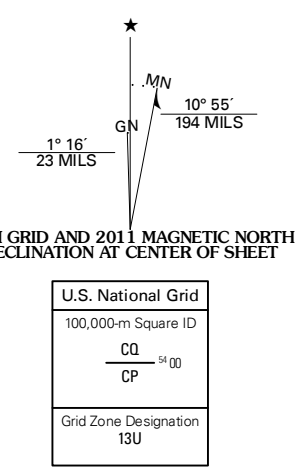 ★
MN
GN
10° 55´
194 MILS
1° 16´
23 MILS
GRID AND 2011 MAGNETIC NORTH
ECLINATION AT CENTER OF SHEET
U.S. National Grid
100,000-m Square ID
CQ
54 00
CP
Grid Zone Designation
13U